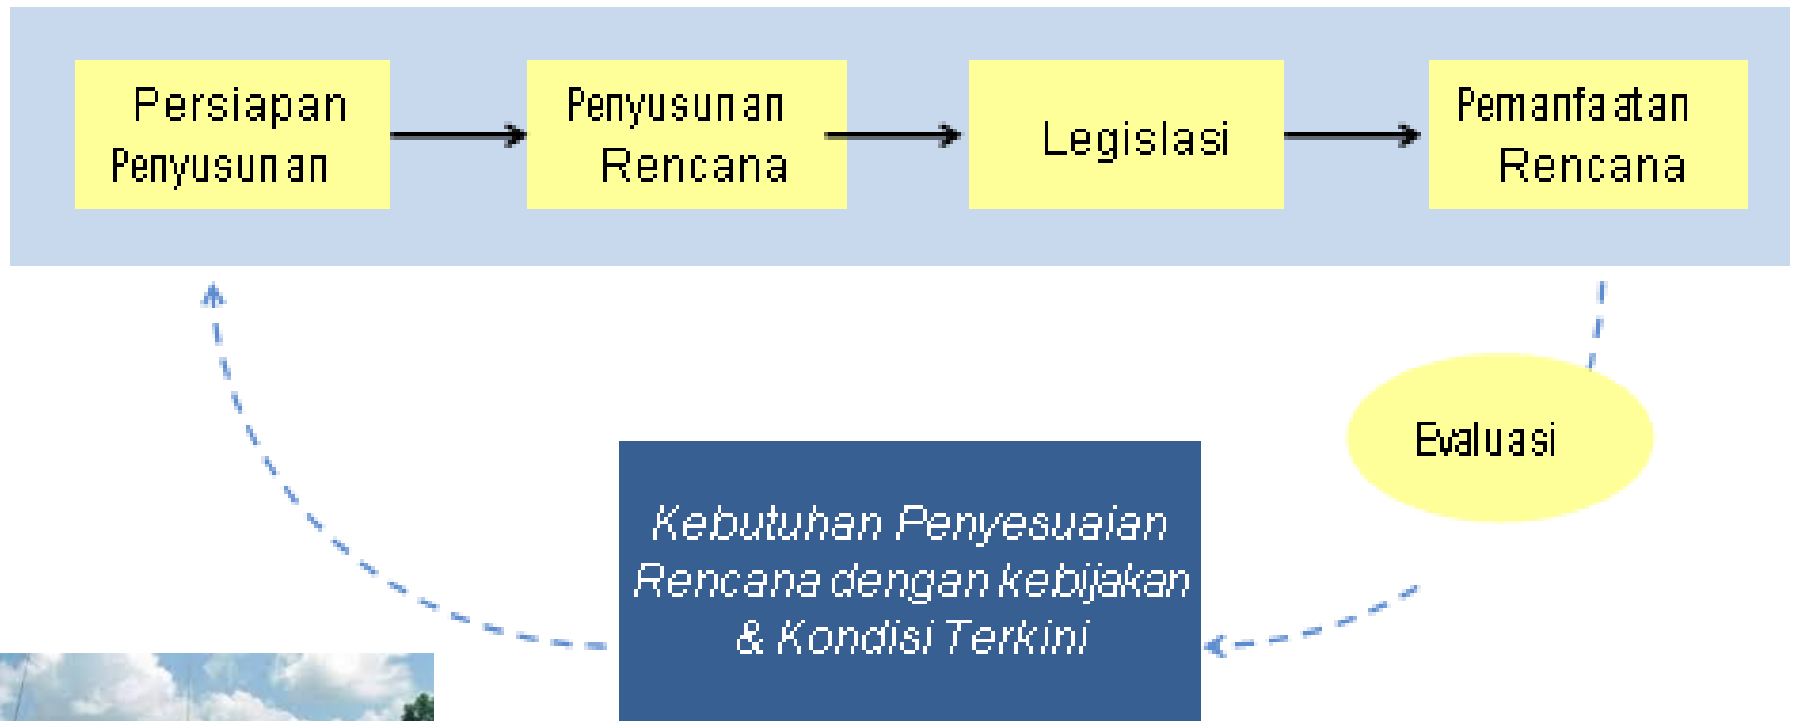 Persiapan
Penyusunan
Penyusunan
Rencana
Legislasi
Pemanfaatan
Rencana
Evaluasi
Kebutuhan Penyesuaian
Rencana dengan kebijakan
& Kondisi Terkini